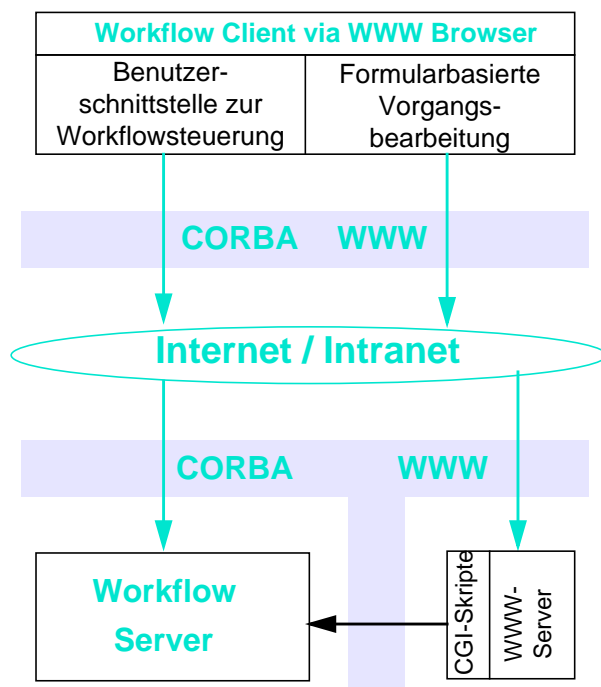 Workflow Client via WWW Browser
Benutzer-
schnittstelle zur
Workflowsteuerung
Formularbasierte
Vorgangs-
bearbeitung
CORBA
WWW
Internet / Intranet
CORBA
WWW
Workflow
Server
CGI-Skripte
WWW-
Server